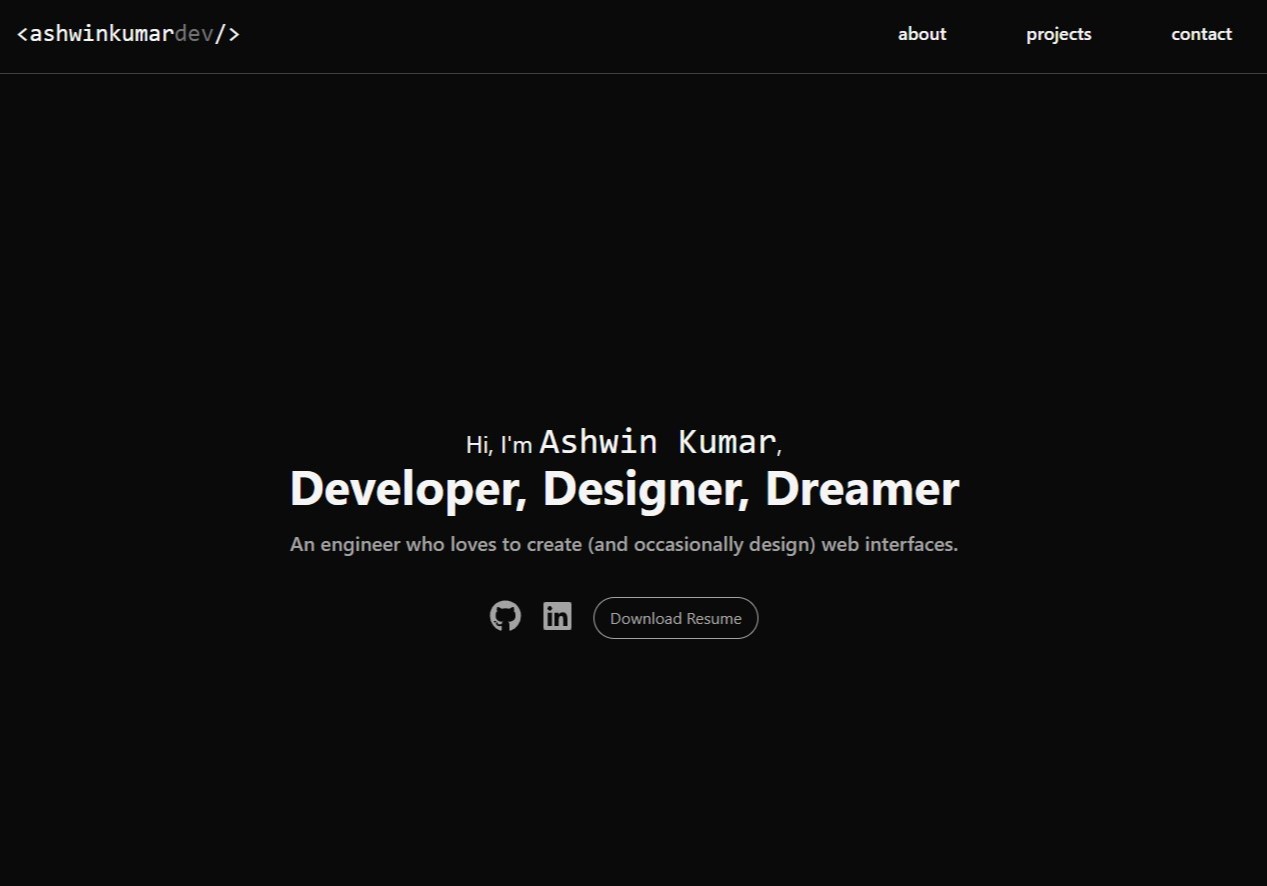 <ashwinkumardev/>
about projects contact
Hi, I'm Ashwin Kumar,
Developer, Designer, Dreamer
An engineer who loves to create (and occasionally design) web interfaces.
in Download Resume